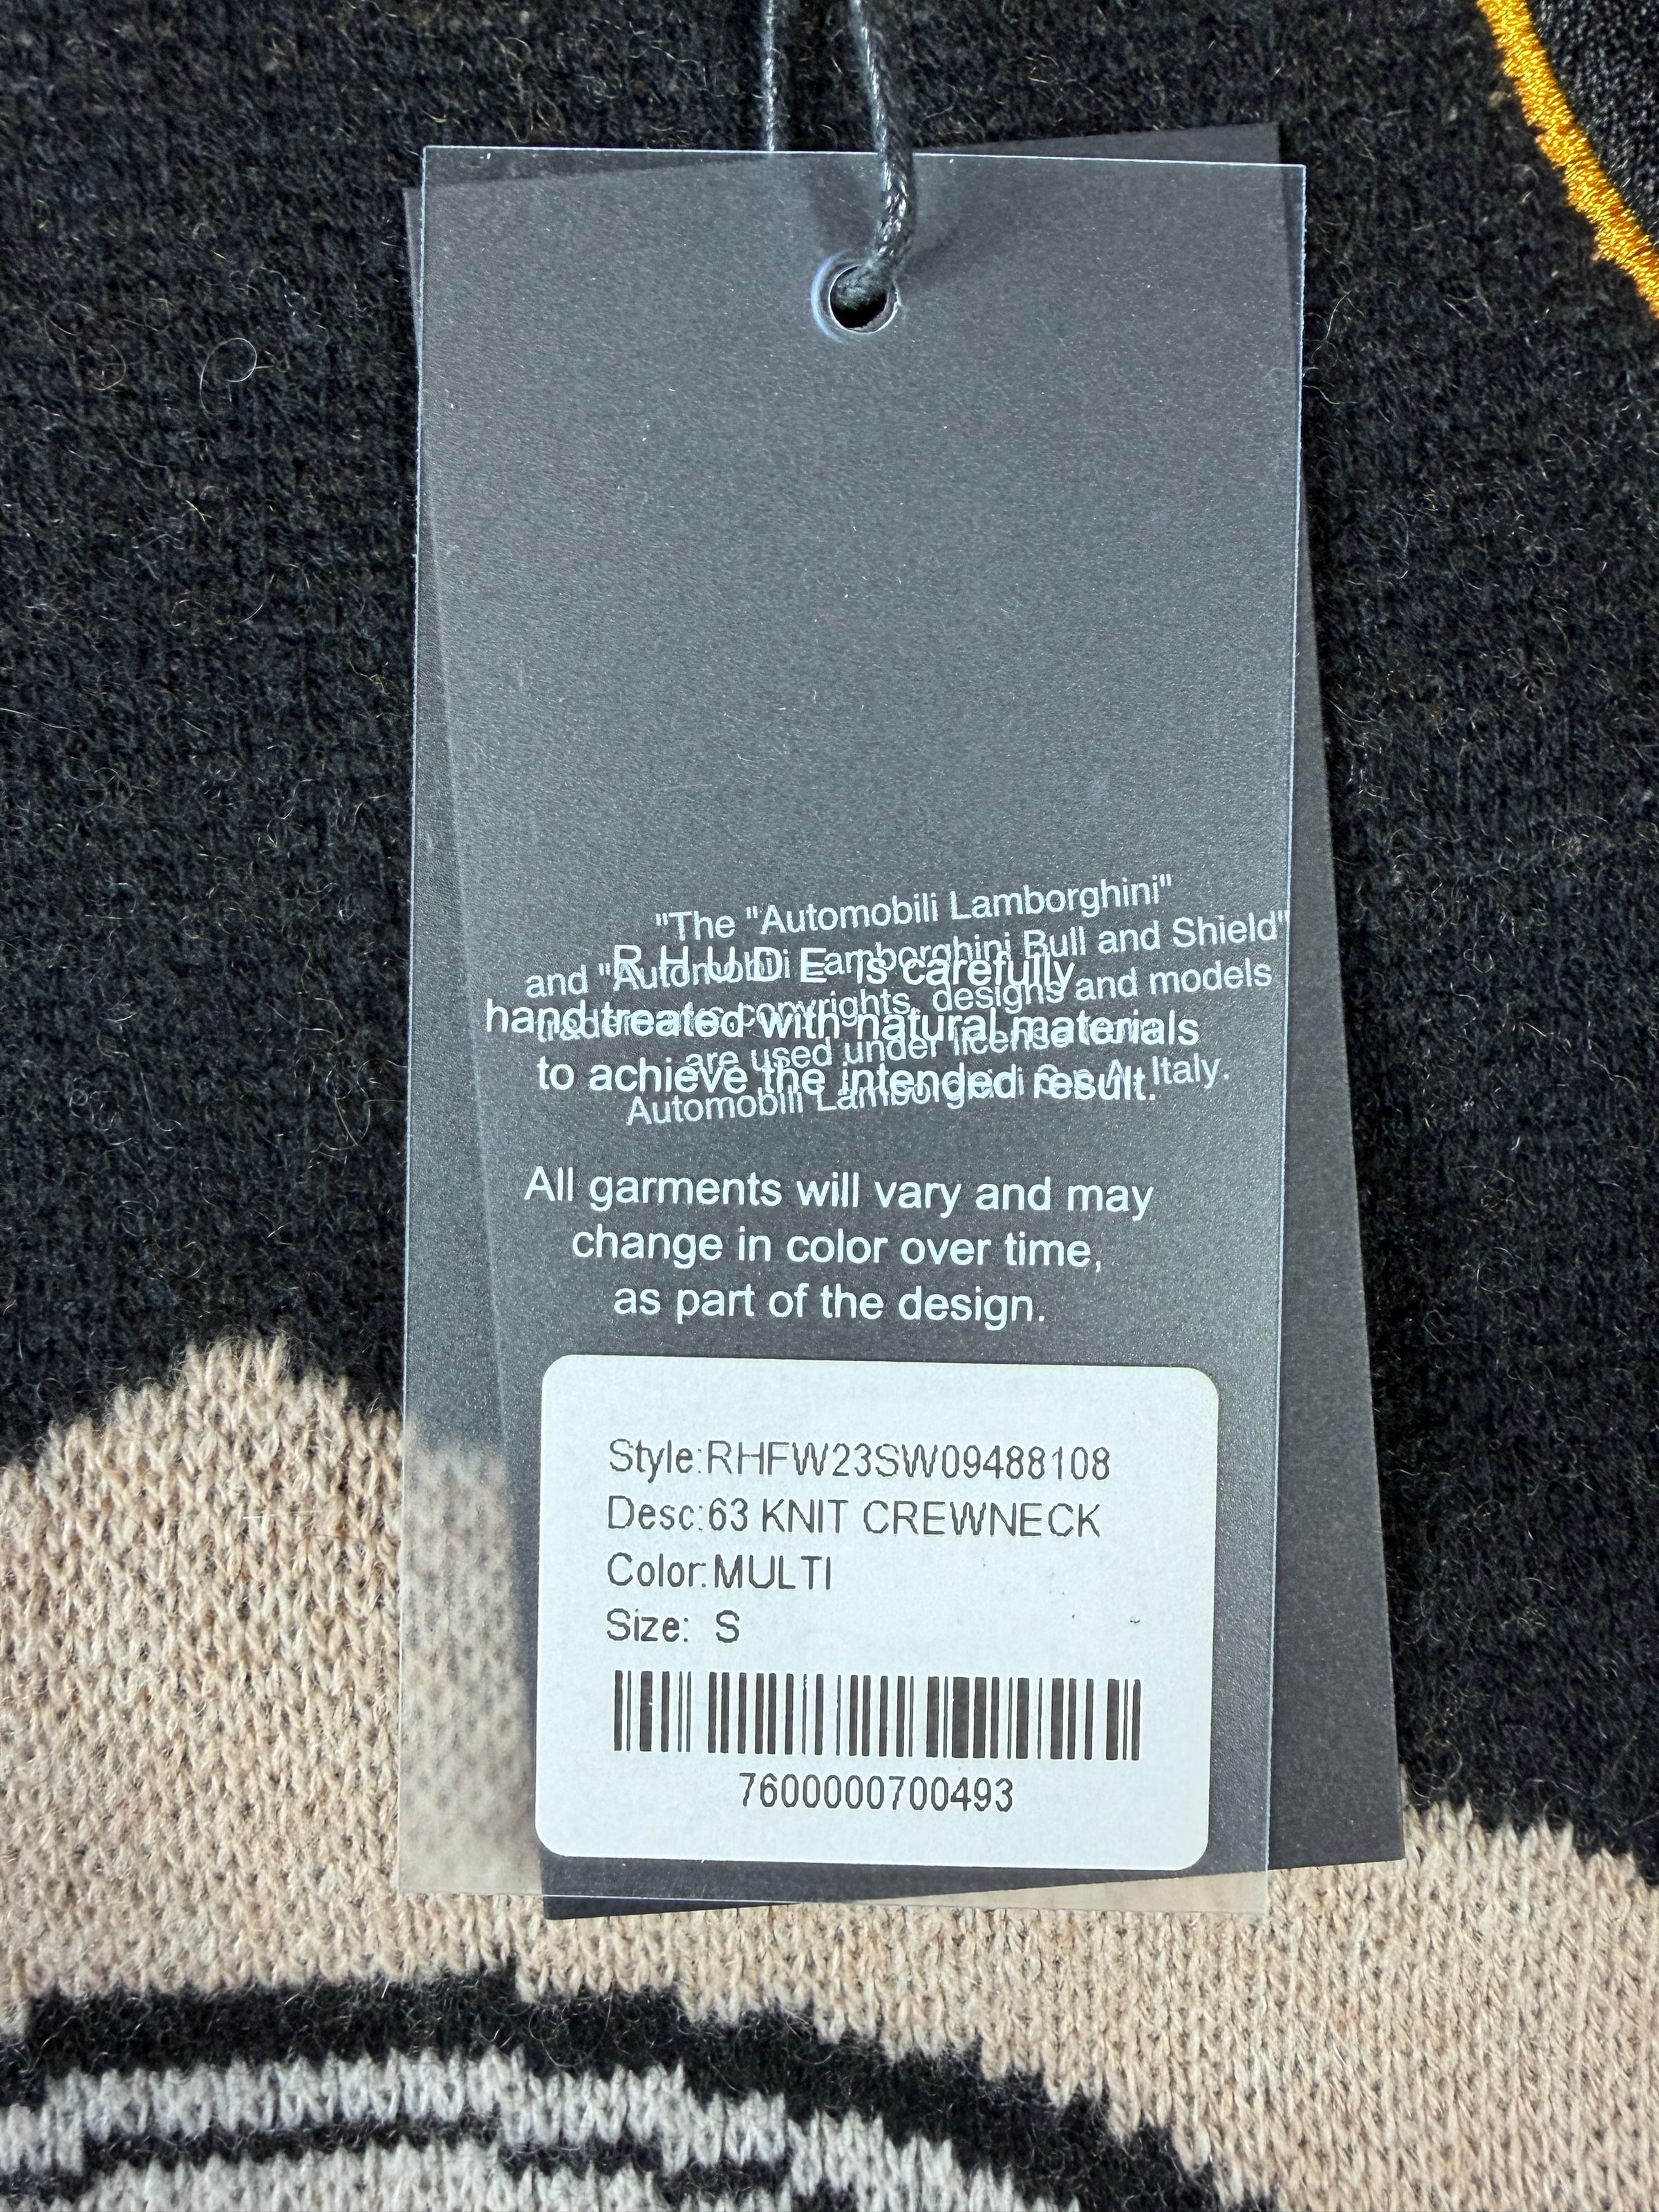 "The "Automobili Lamborghini"
and "Automobili Lamborghini Bull and Shield"
trademarks, copyrights, designs and models
are used under license from
Automobili Lamborghini S.p.A., Italy.
R H U D E is carefully
hand treated with natural materials
to achieve the intended result.
All garments will vary and may
change in color over time,
as part of the design.
Style:RHFW23SW09488108
Desc:63 KNIT CREWNECK
Color:MULTI
Size: S
7600000700493